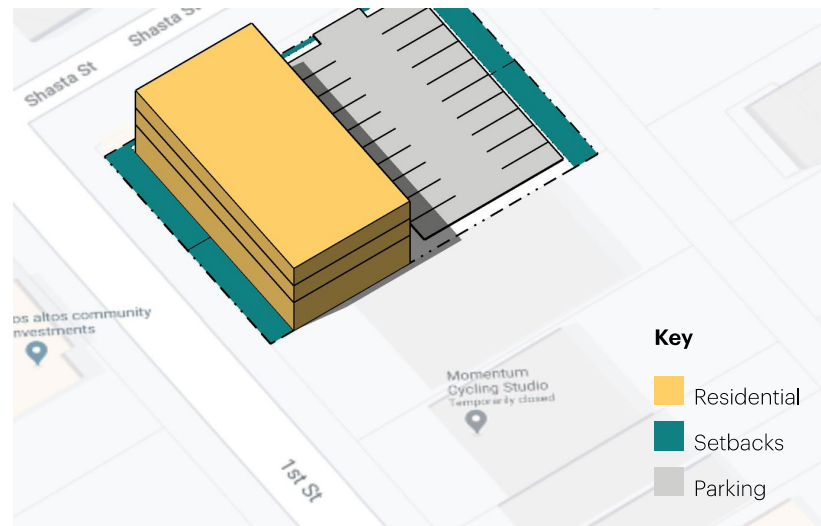 Shasta St
Shasta St
os altos community
nvestments
Momentum
Cycling Studio
Temporarily closed
1st St
Key
Residential
Setbacks
Parking